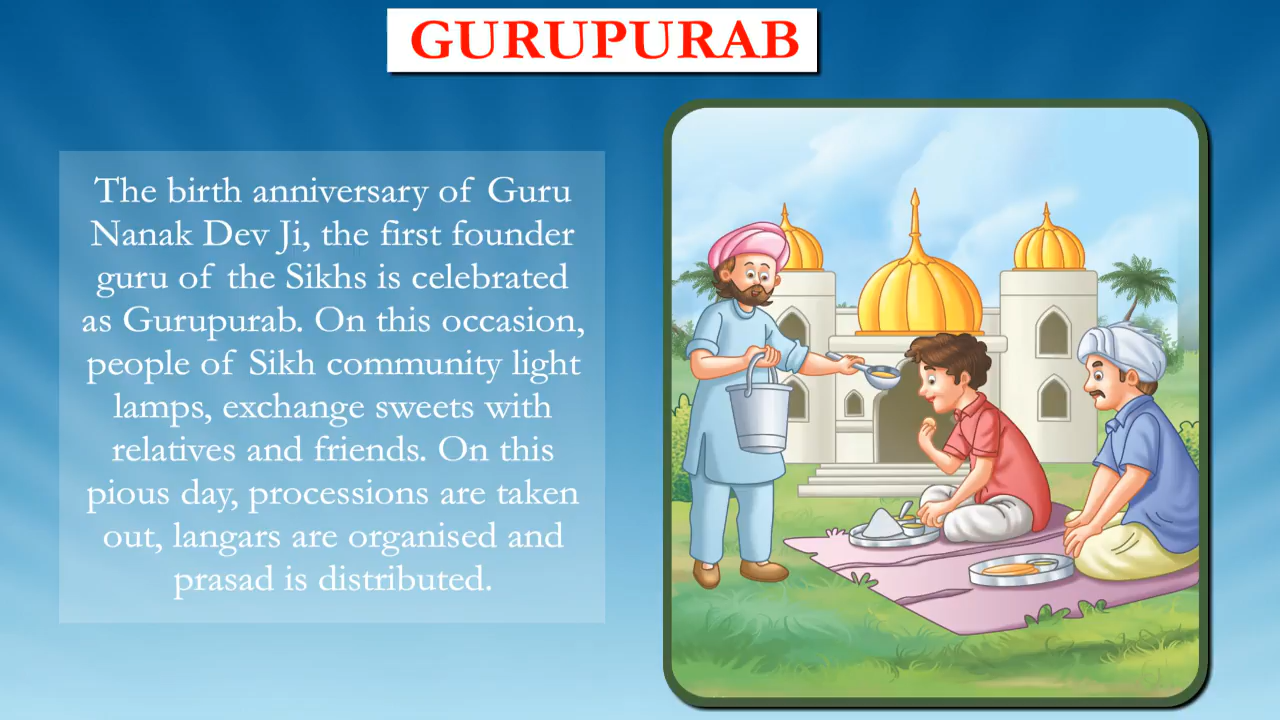 GURUPURAB
The birth anniversary of Guru
Nanak Dev Ji, the first founder
guru of the Sikhs is celebrated
as Gurupurab. On this occasion,
people of Sikh community light
lamps, exchange sweets with
relatives and friends. On this
pious day, processions are taken
out, langars are organised and
prasad is distributed.